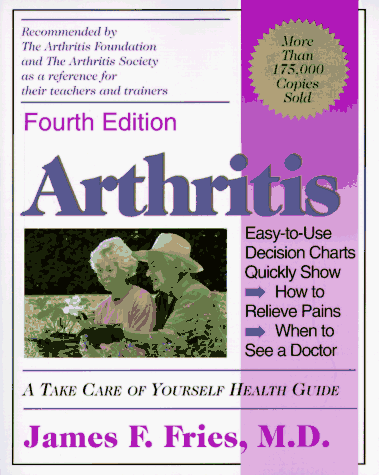 Recommended by
The Arthritis Foundation
and The Arthritis Society
as a reference for
their teachers and trainers
More
Than
175,000
Copies
Sold
Fourth Edition
Arthritis
Easy-to-Use
Decision Charts
Quickly Show
➡ How to
Relieve Pains
➡ When to
See a Doctor
A TAKE CARE OF YOURSELF HEALTH GUIDE
James F. Fries, M.D.